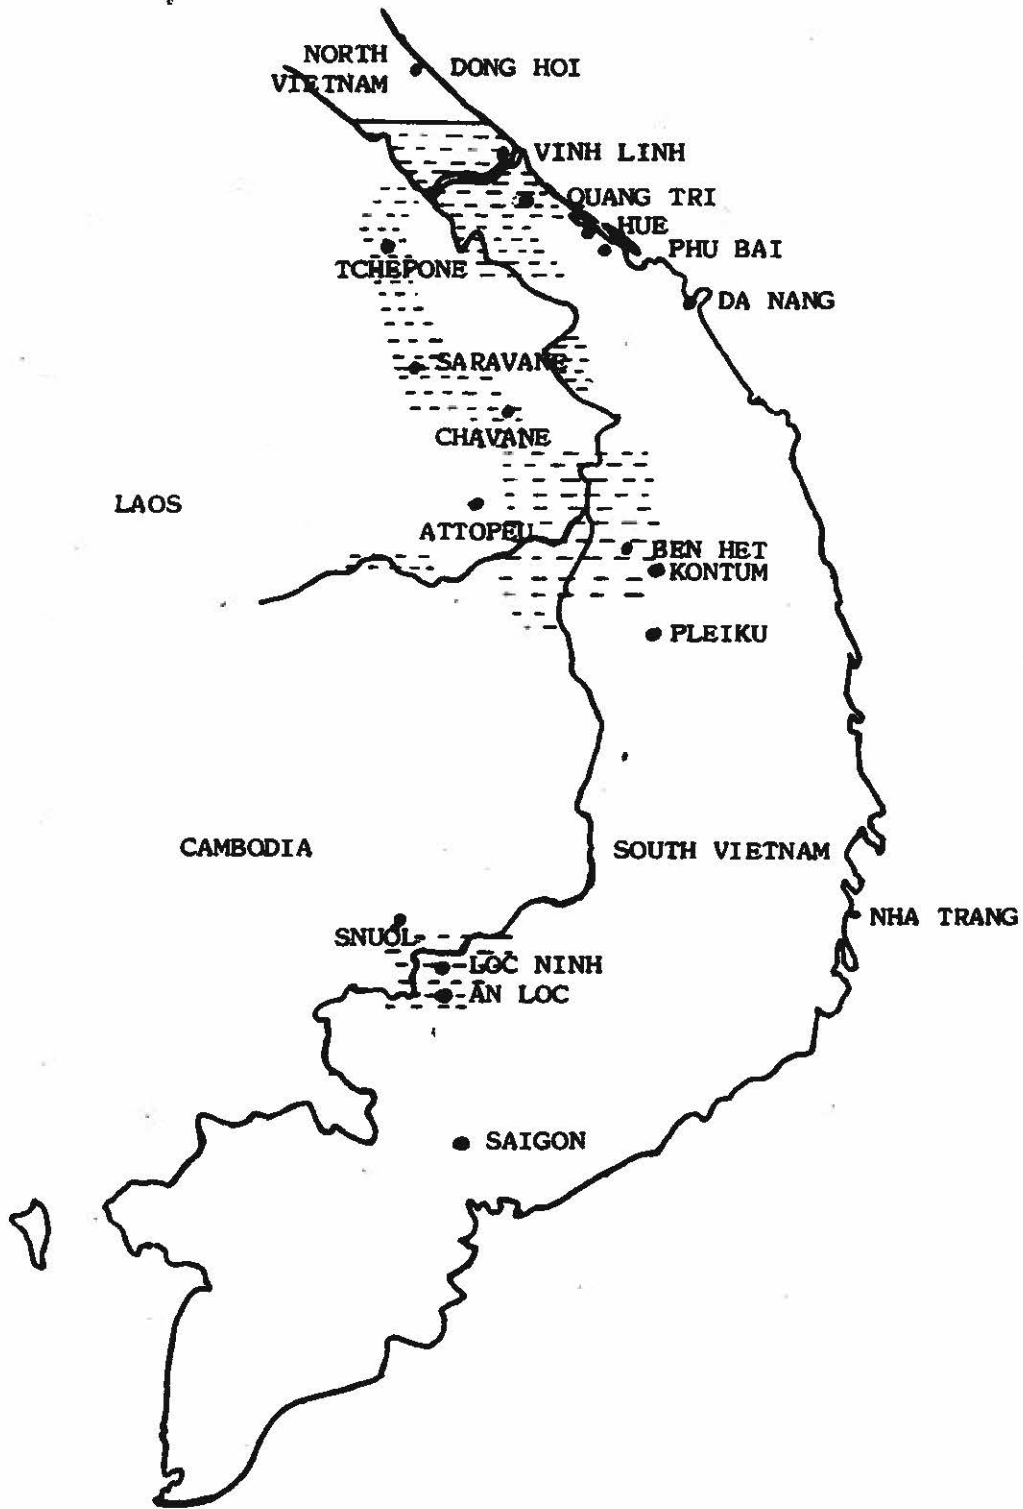 NORTH
VIETNAM
DONG HOI
VINH LINH
QUANG TRI
HUE
PHU BAI
TCHEPONE
DA NANG
SARAVANE
CHAVANE
LAOS
ATTOPEU
BEN HET
KONTUM
PLEIKU
CAMBODIA
SOUTH VIETNAM
NHA TRANG
SNUOL
LOC NINH
AN LOC
SAIGON